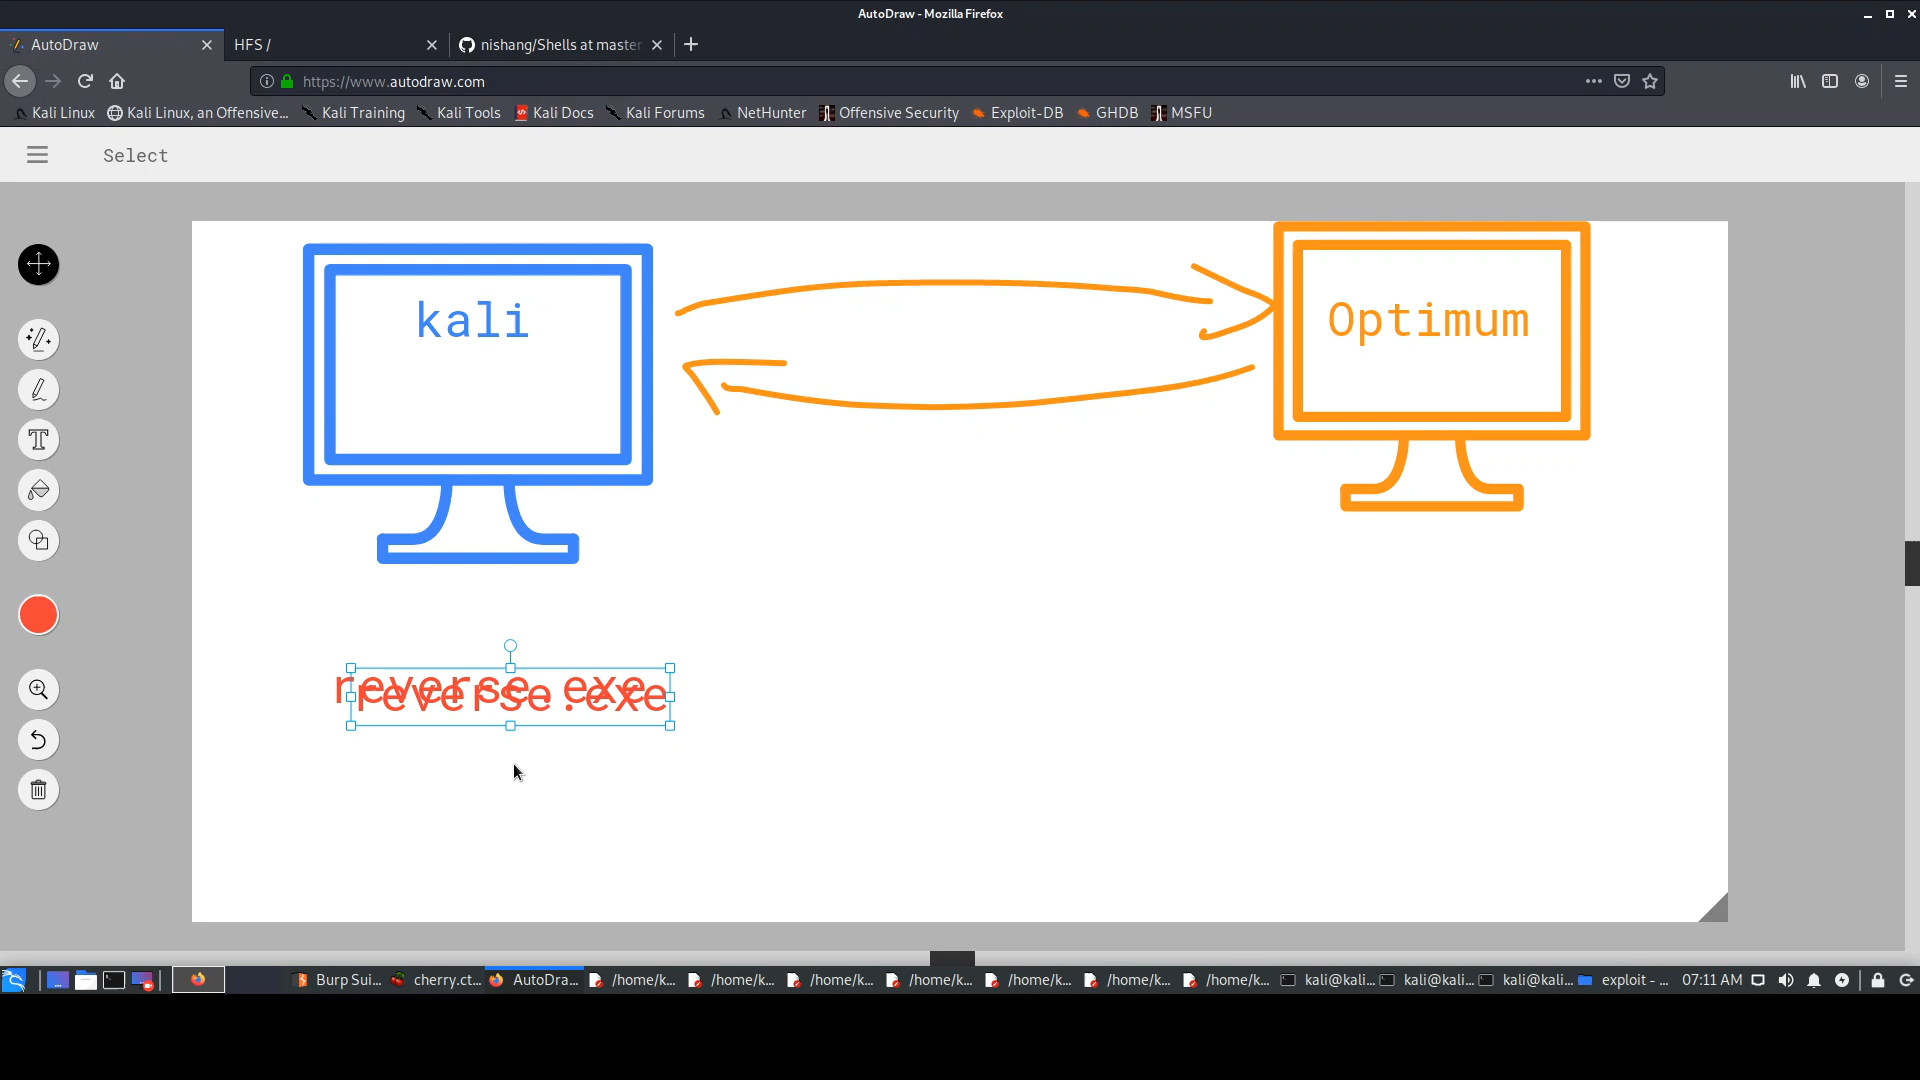 AutoDraw - Mozilla Firefox
AutoDraw
HFS /
nishang/Shells at master
https://www.autodraw.com
Kali Linux
Kali Linux, an Offensive...
Kali Training
Kali Tools
Kali Docs
Kali Forums
NetHunter
Offensive Security
Exploit-DB
GHDB
MSFU
Select
kali
Optimum
reverse.exe
reverse.exe
Burp Sui...
cherry.ct...
AutoDra...
/home/k...
/home/k...
/home/k...
/home/k...
/home/k...
/home/k...
/home/k...
kali@kali...
kali@kali...
kali@kali...
exploit - ...
07:11 AM